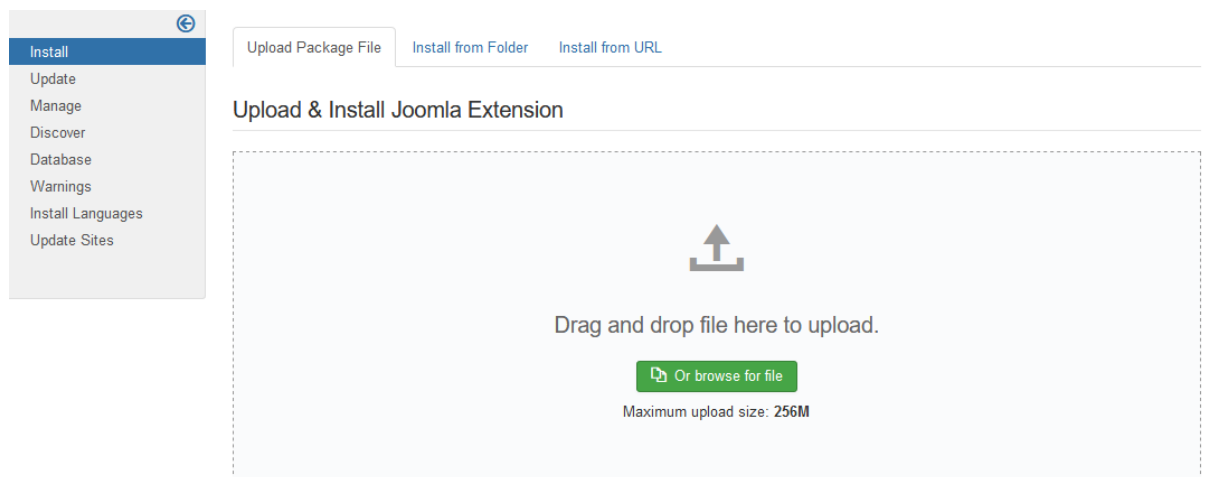 Install
Update
Manage
Discover
Database
Warnings
Install Languages
Update Sites
Upload Package File Install from Folder Install from URL
Upload & Install Joomla Extension
Drag and drop file here to upload.
Or browse for file
Maximum upload size: 256M